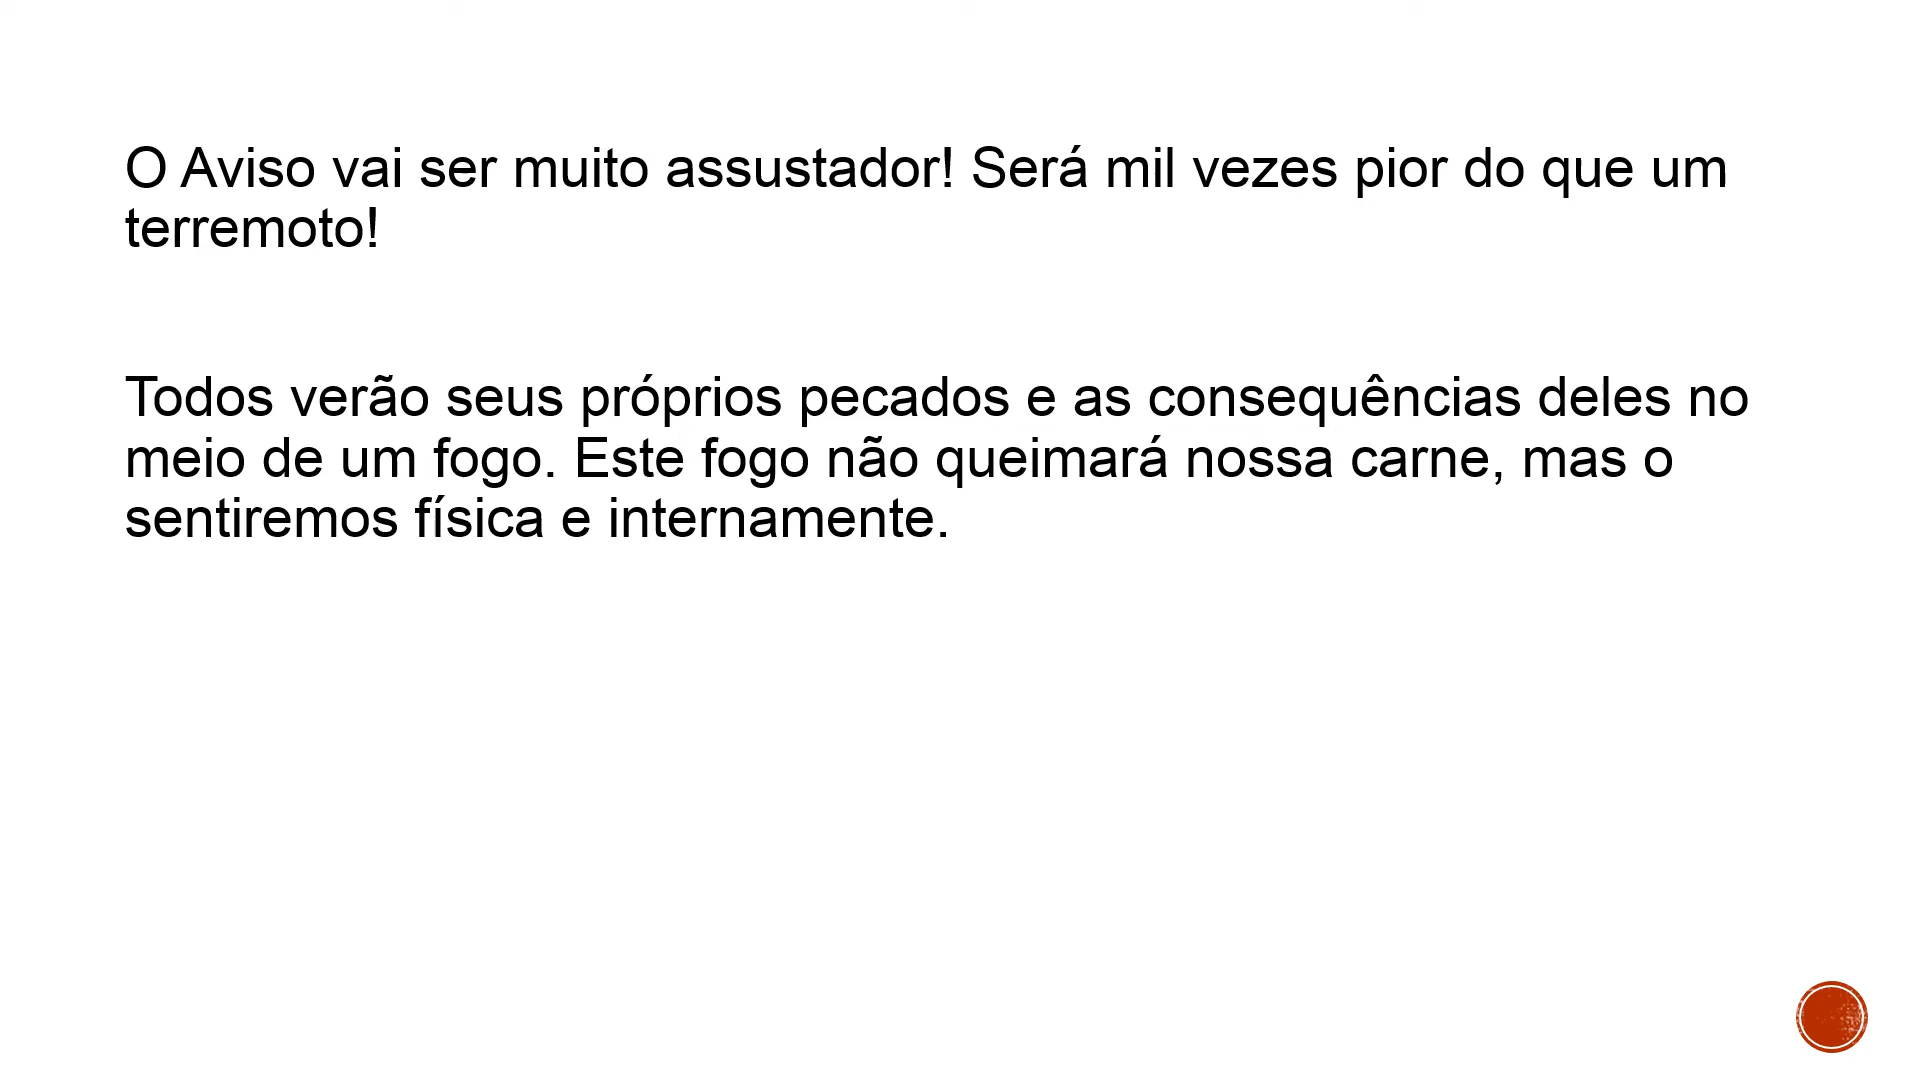 O Aviso vai ser muito assustador! Será mil vezes pior do que um
terremoto!
Todos verão seus próprios pecados e as consequências deles no
meio de um fogo. Este fogo não queimará nossa carne, mas o
sentiremos física e internamente.